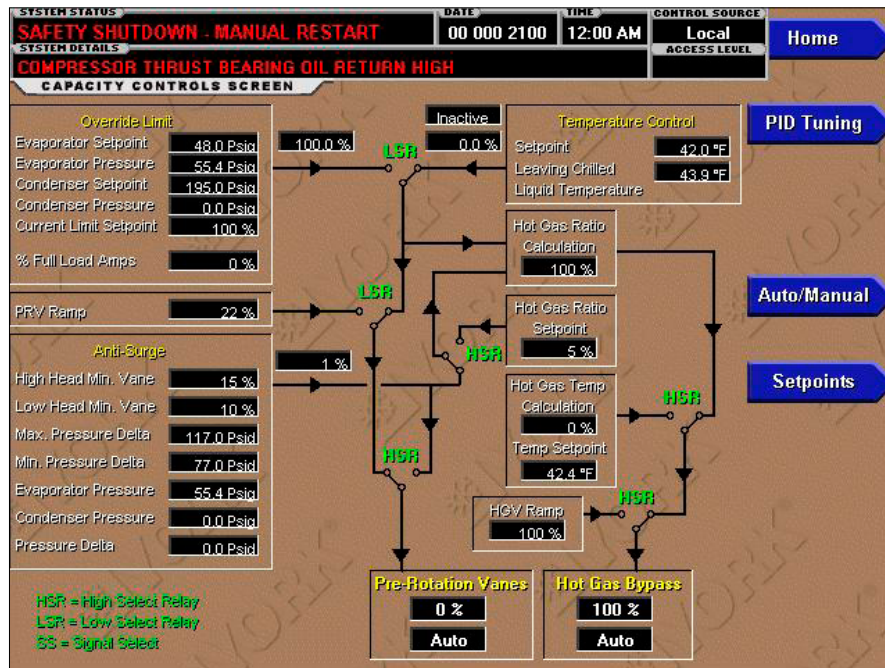 SYSTEM STATUS
SAFETY SHUTDOWN - MANUAL RESTART
DATE
00 000 2100
TIME
12:00 AM
CONTROL SOURCE
Local
ACCESS LEVEL
SYSTEM DETAILS
COMPRESSOR THRUST BEARING OIL RETURN HIGH
Home
CAPACITY CONTROLS SCREEN
PID Tuning
Auto/Manual
Setpoints
Override Limit
Evaporator Setpoint 48.0 Psig
Evaporator Pressure 55.4 Psig
Condenser Setpoint 195.0 Psig
Condenser Pressure 0.0 Psig
Current Limit Setpoint 100 %
% Full Load Amps 0 %
100.0 %
LSR
Inactive
0.0 %
Temperature Control
Setpoint 42.0 °F
Leaving Chilled 43.9 °F
Liquid Temperature
Hot Gas Ratio
Calculation
100 %
PRV Ramp 22 %
LSR
Hot Gas Ratio
Setpoint
5 %
HSR
Anti-Surge
High Head Min. Vane 15 %
Low Head Min. Vane 10 %
Max. Pressure Delta 117.0 Psid
Min. Pressure Delta 77.0 Psid
Evaporator Pressure 55.4 Psig
Condenser Pressure 0.0 Psig
Pressure Delta 0.0 Psid
1 %
HSR
Hot Gas Temp
Calculation
0 %
Temp Setpoint
42.4 °F
HSR
HGV Ramp
100 %
HSR
Pre-Rotation Vanes
0 %
Auto
Hot Gas Bypass
100 %
Auto
HSR = High Select Relay
LSR = Low Select Relay
SS = Signal Select
YORK